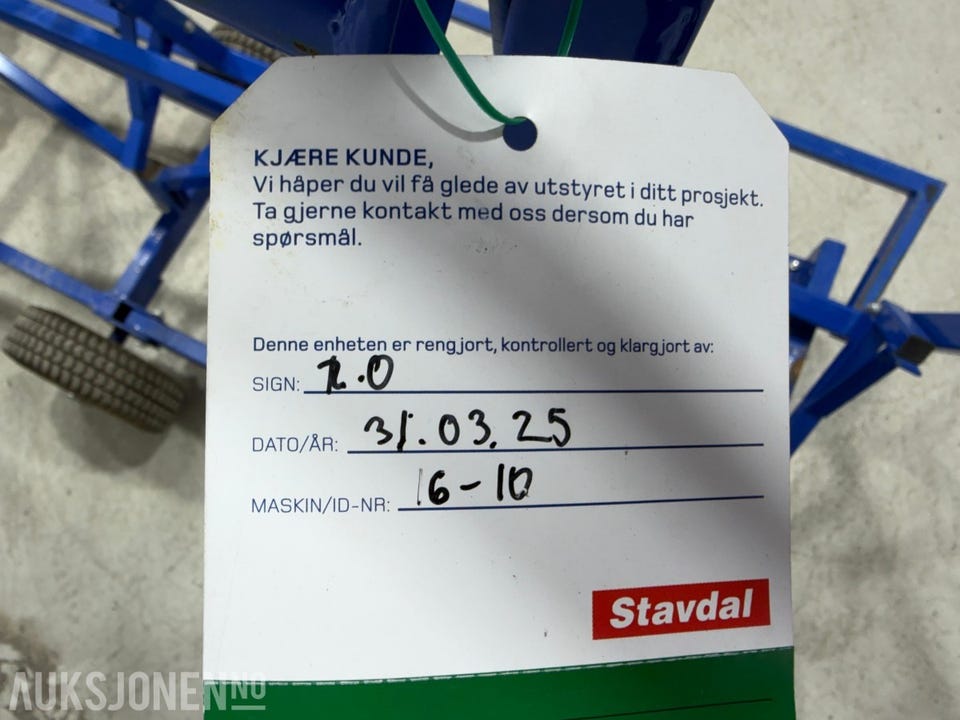 KJÆRE KUNDE,
Vi håper du vil få glede av utstyret i ditt prosjekt.
Ta gjerne kontakt med oss dersom du har
spørsmål.
Denne enheten er rengjort, kontrollert og klargjort av:
SIGN:
DATO/ÅR: 31.03.25
MASKIN/ID-NR: 16-10
Stavdal
AUKSJONEN.NO